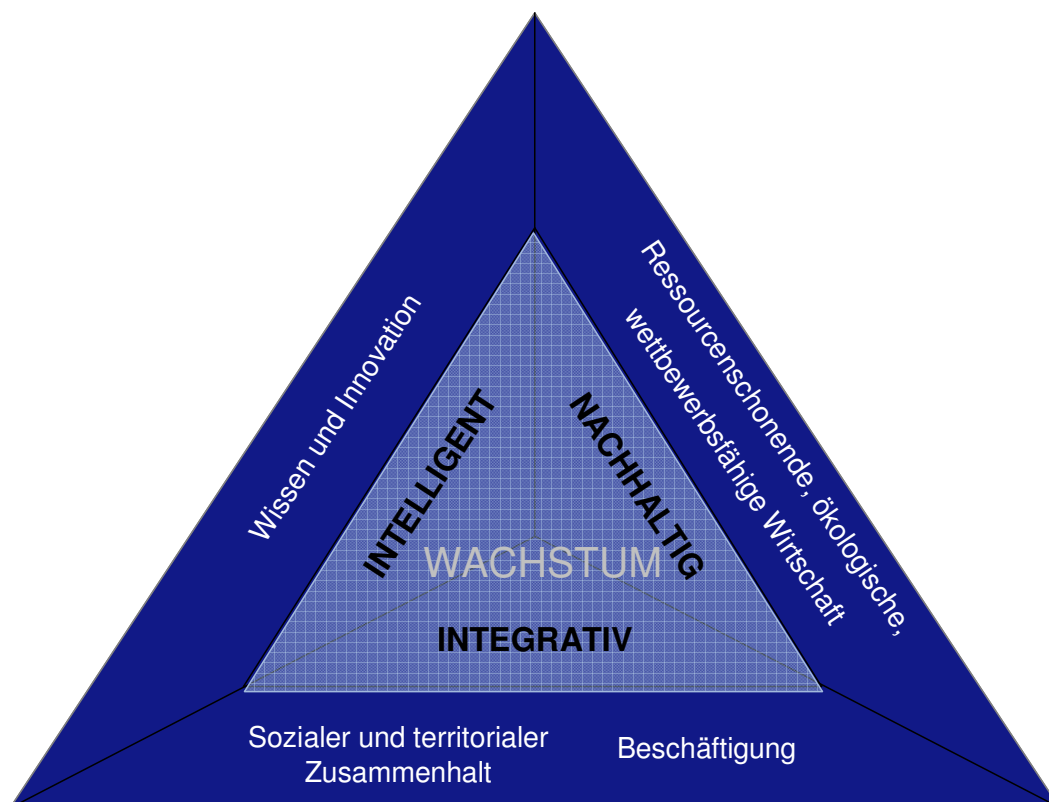 Wissen und Innovation
Ressourcenschonende, ökologische,
wettbewerbsfähige Wirtschaft
INTELLIGENT
NACHHALTIG
WACHSTUM
INTEGRATIV
Sozialer und territorialer
Zusammenhalt
Beschäftigung